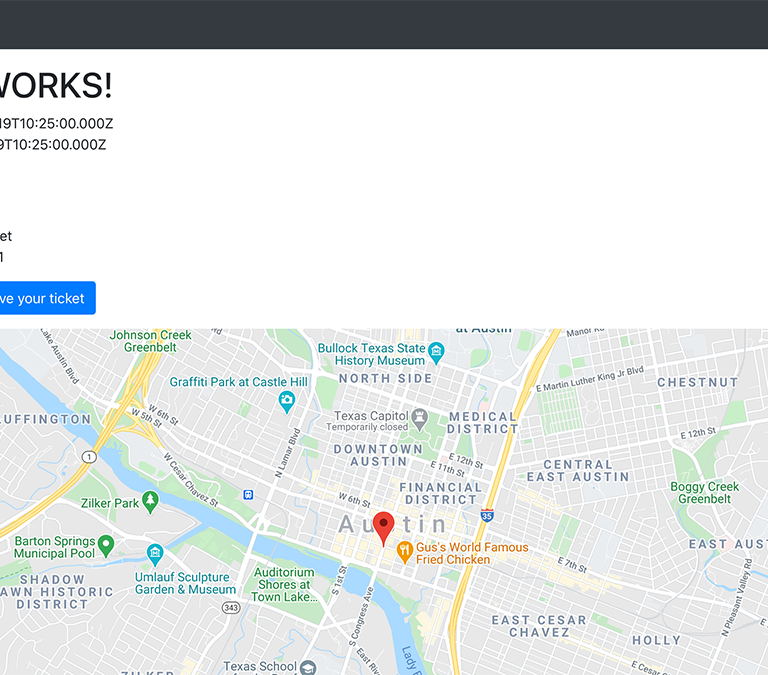 WORKS!
19T10:25:00.000Z
9T10:25:00.000Z
et
1
ve your ticket
Johnson Creek
Greenbelt
at Austin
Manor Rd
Lake Austin Blvd
Bullock Texas State
History Museum
NORTH SIDE
E Martin Luther King Jr Blvd
CHESTNUT
Graffiti Park at Castle Hill
W 6th St
W 5th St
Texas Capitol
Temporarily closed
MEDICAL
DISTRICT
LUFFINGTON
N Lamar Blvd
E 12th St
DOWNTOWN
AUSTIN
E 12th St
E 11th St
1
W Cesar Chavez St
CENTRAL
EAST AUSTIN
FINANCIAL
DISTRICT
Boggy Creek
Greenbelt
Zilker Park
W 6th St
35
Austin
Barton Springs
Municipal Pool
Gus's World Famous
Fried Chicken
EAST AUST
E 7th St
Umlauf Sculpture
Garden & Museum
SHADOW
AWN HISTORIC
DISTRICT
Auditorium
Shores at
Town Lake...
S 1st St
S Congress Ave
343
N Pleasant Valley Rd
EAST CESAR
CHAVEZ
HOLLY
East River
Lady
ZILKER
Texas School
E Cesar